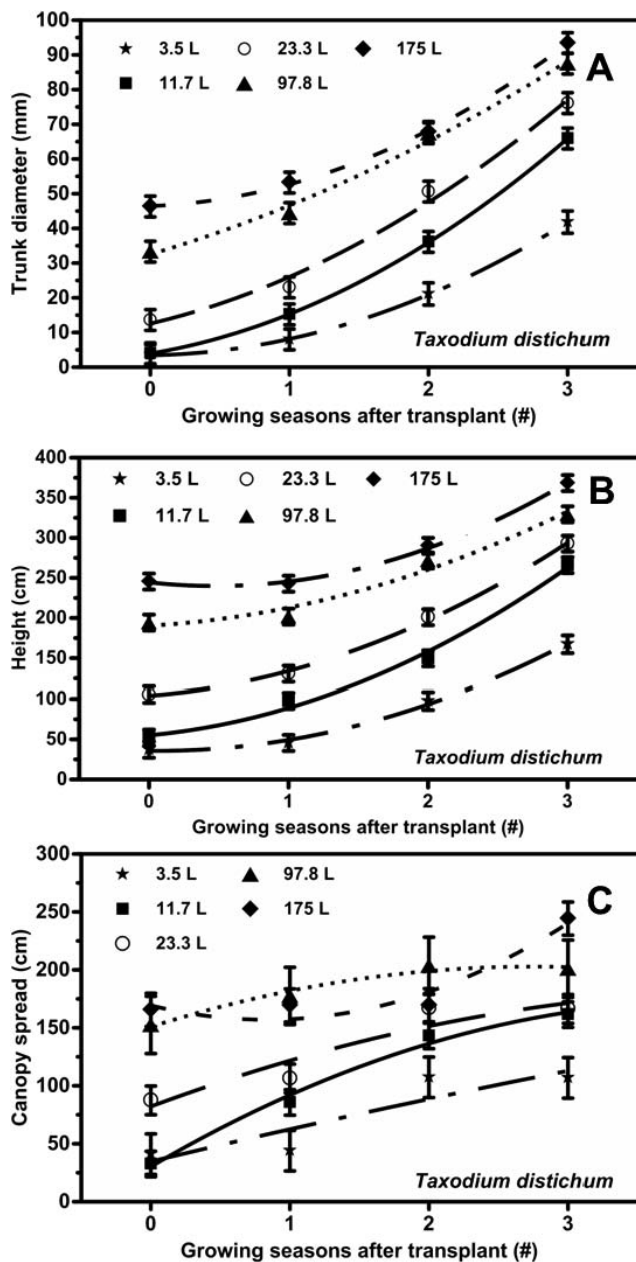 100
90
80
70
60
50
40
30
20
10
0
Trunk diameter (mm)
3.5 L 23.3 L 175 L
11.7 L 97.8 L
A
Taxodium distichum
0 1 2 3
Growing seasons after transplant (#)
400
350
300
250
200
150
100
50
0
Height (cm)
3.5 L 23.3 L 175 L
11.7 L 97.8 L
B
Taxodium distichum
0 1 2 3
Growing seasons after transplant (#)
300
250
200
150
100
50
0
Canopy spread (cm)
3.5 L 97.8 L
11.7 L 175 L
23.3 L
C
Taxodium distichum
0 1 2 3
Growing seasons after transplant (#)